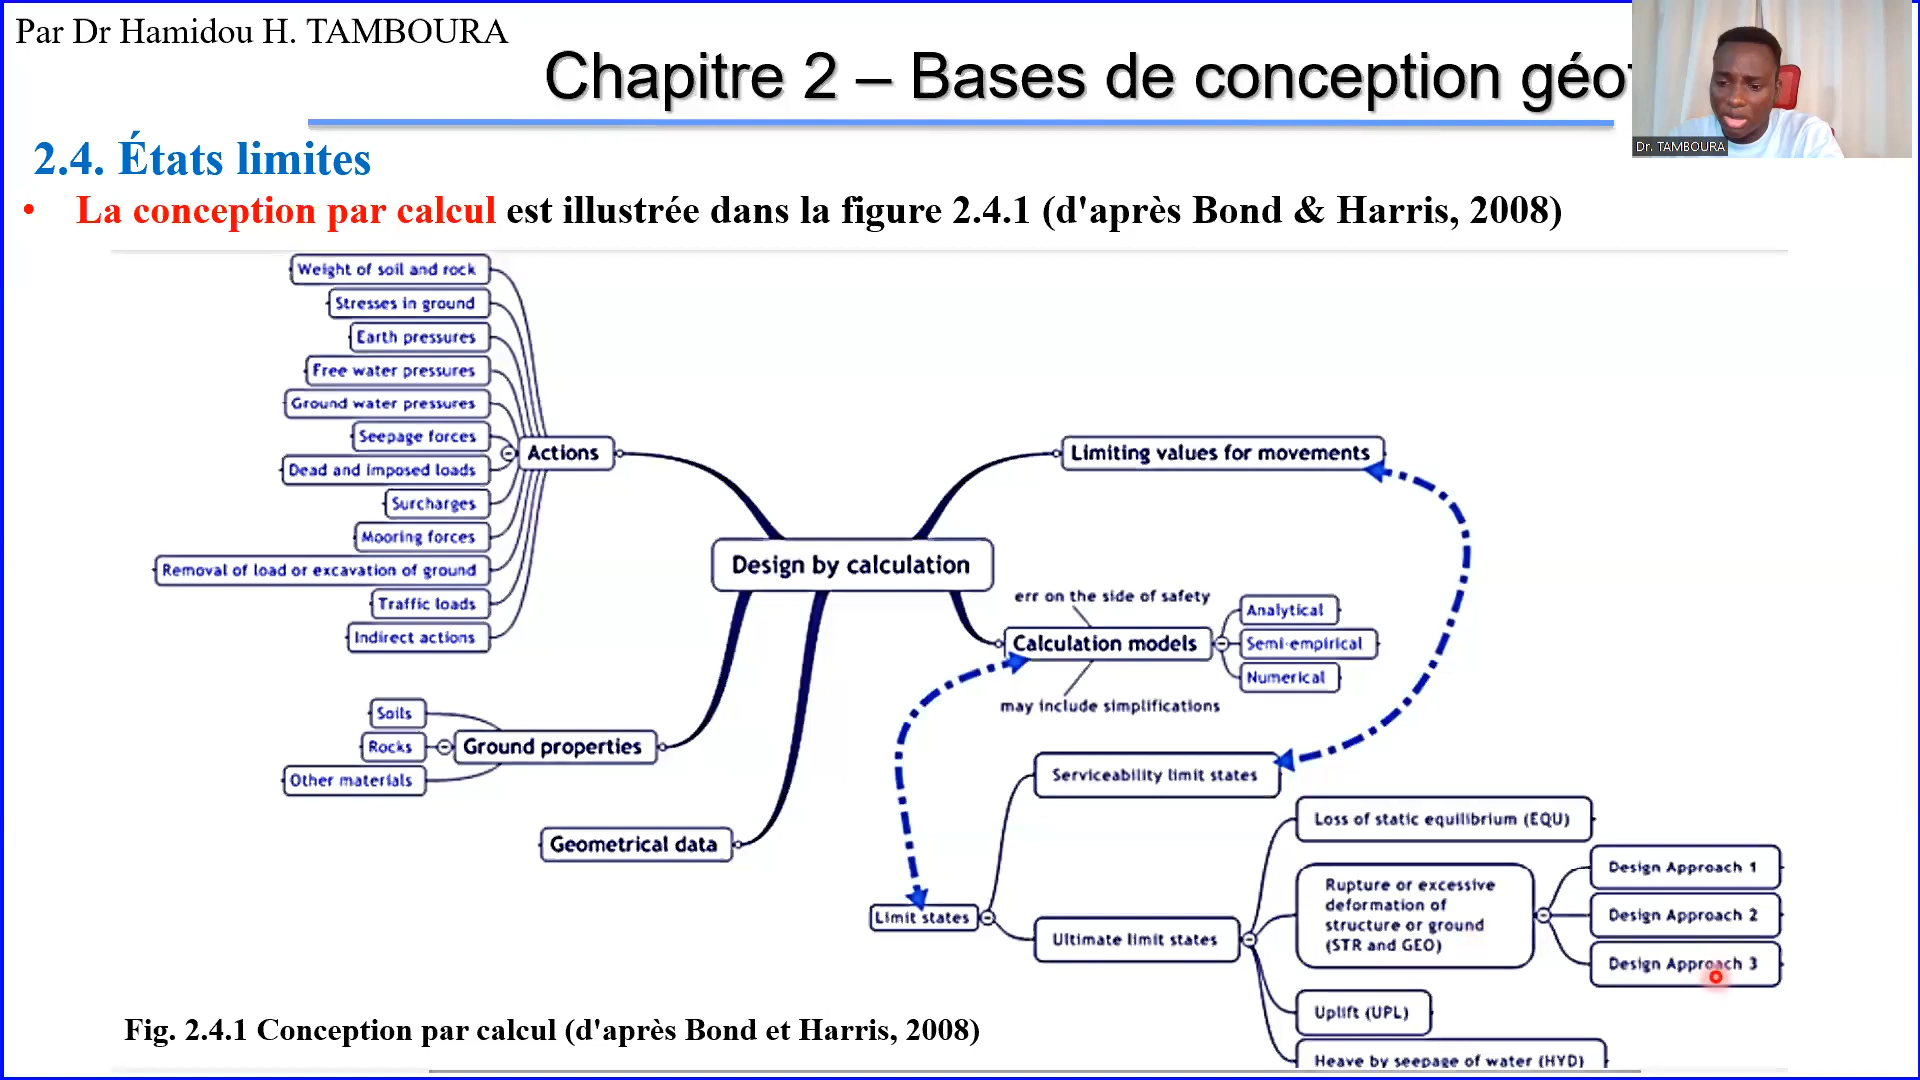 Par Dr Hamidou H. TAMBOURA
Chapitre 2 – Bases de conception géot
Dr. TAMBOURA
2.4. États limites
• La conception par calcul est illustrée dans la figure 2.4.1 (d'après Bond & Harris, 2008)
Weight of soil and rock
Stresses in ground
Earth pressures
Free water pressures
Ground water pressures
Seepage forces
Dead and imposed loads
Surcharges
Mooring forces
Removal of load or excavation of ground
Traffic loads
Indirect actions
Actions
Soils
Rocks
Other materials
Ground properties
Geometrical data
Design by calculation
Limiting values for movements
err on the side of safety
Calculation models
may include simplifications
Analytical
Semi-empirical
Numerical
Limit states
Serviceability limit states
Ultimate limit states
Loss of static equilibrium (EQU)
Rupture or excessive
deformation of
structure or ground
(STR and GEO)
Design Approach 1
Design Approach 2
Design Approach 3
Uplift (UPL)
Heave by seepage of water (HYD)
Fig. 2.4.1 Conception par calcul (d'après Bond et Harris, 2008)